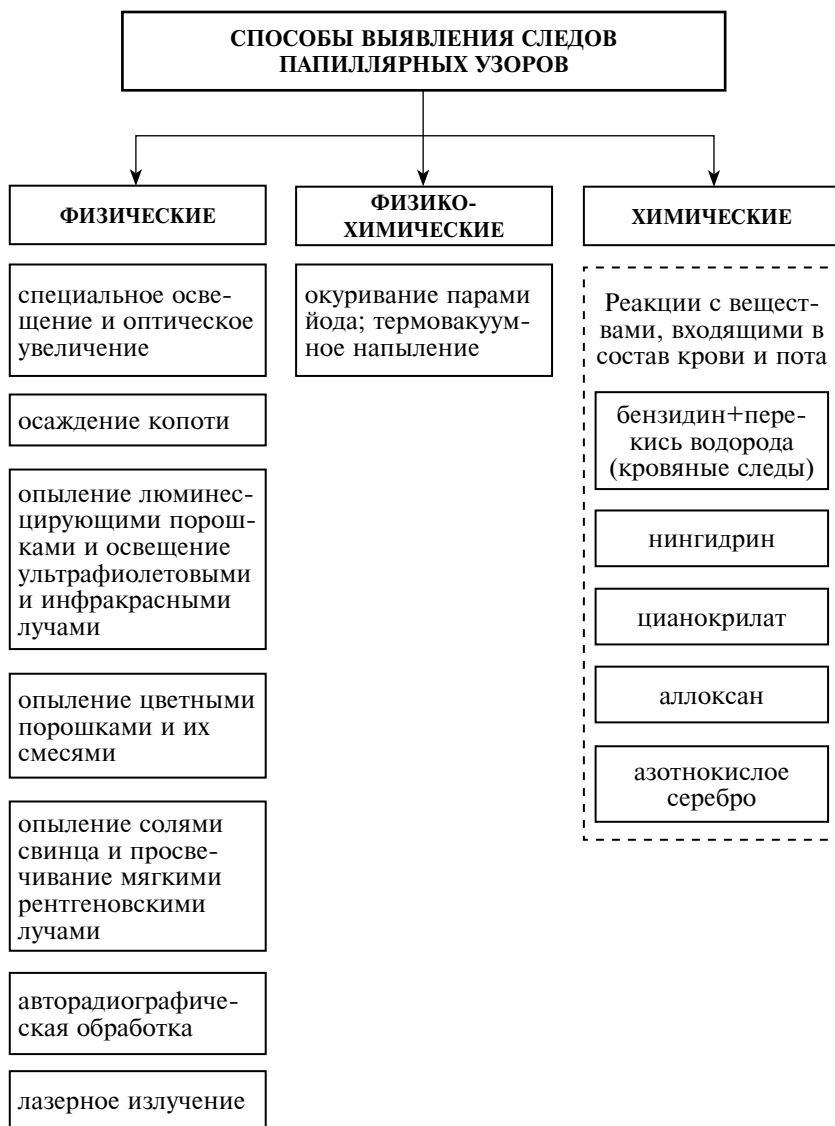 СПОСОБЫ ВЫЯВЛЕНИЯ СЛЕДОВ
ПАПИЛЛЯРНЫХ УЗОРОВ
ФИЗИЧЕСКИЕ
специальное осве-
щение и оптическое
увеличение
осаждение копоти
опыление люминес-
цирующими порош-
ками и освещение
ультрафиолетовыми
и инфракрасными
лучами
опыление цветными
порошками и их
смесями
опыление солями
свинца и просве-
чивание мягкими
рентгеновскими
лучами
авторадиографиче-
ская обработка
лазерное излучение
ФИЗИКО-
ХИМИЧЕСКИЕ
окуривание парами
йода; термовакуум-
ное напыление
ХИМИЧЕСКИЕ
Реакции с вещест-
вами, входящими в
состав крови и пота
бензидин+пере-
кись водорода
(кровяные следы)
нингидрин
цианокрилат
аллоксан
азотнокислое
серебро